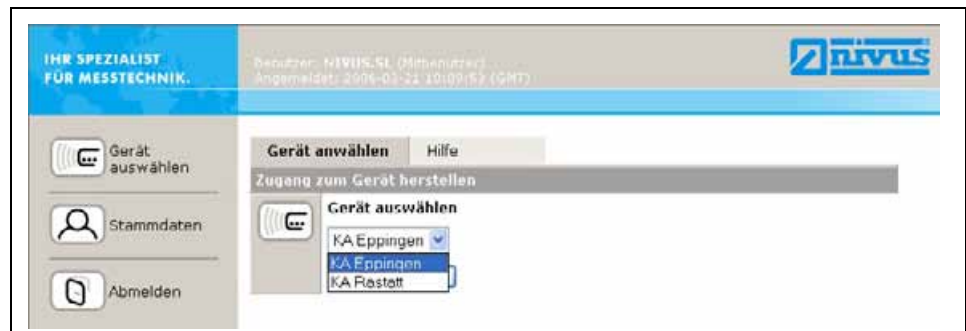 IHR SPEZIALIST
FÜR MESSTECHNIK.
Benutzer: NIVUS.SL (Mitbenutzer)
Angemeldet: 2006-03-21 10:09:53 (GMT)
nivus
Gerät
auswählen
Stammdaten
Abmelden
Gerät anwählen Hilfe
Zugang zum Gerät herstellen
Gerät auswählen
KA Eppingen
KA Eppingen
KA Rastatt